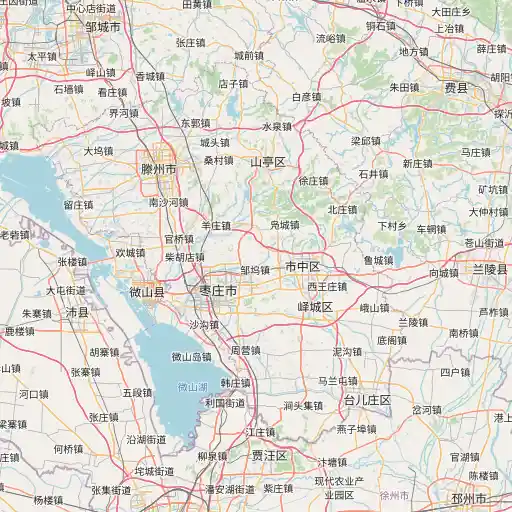 田黄镇
中心店街道
邹城市
张庄镇
城前镇
流峪镇
铜石镇
卞桥镇
大田庄乡
上冶镇
地方镇
薛庄镇
太平镇
峄山镇
香城镇
石墙镇
看庄镇
店子镇
白彦镇
朱田镇
费县
界河镇
东郭镇
水泉镇
城头镇
梁邱镇
大坞镇
滕州市
桑村镇
山亭区
石井镇
新庄镇
马庄镇
徐庄镇
留庄镇
南沙河镇
羊庄镇
凫城镇
北庄镇
下村乡
车辋镇
大仲村镇
矿坑镇
官桥镇
欢城镇
张楼镇
柴胡店镇
邹坞镇
市中区
鲁城镇
向城镇
苍山街道
兰陵县
大屯街道
微山县
枣庄市
西王庄镇
朱寨镇
沛县
峄城区
峨山镇
芦柞镇
鹿楼镇
沙沟镇
兰陵镇
南桥镇
底阁镇
胡寨镇
微山岛镇
周营镇
泥沟镇
张寨镇
四户镇
河口镇
五段镇
微山湖
韩庄镇
马兰屯镇
利国街道
涧头集镇
台儿庄区
岔河镇
张庄镇
梁寨镇
沿湖街道
江庄镇
燕子埠镇
何桥镇
柳泉镇
贾汪区
汴塘镇
官湖镇
垞城街道
陈楼镇
张集街道
潘安湖街道
紫庄镇
现代农业产
业园区
徐州市
杨楼镇
邳州市